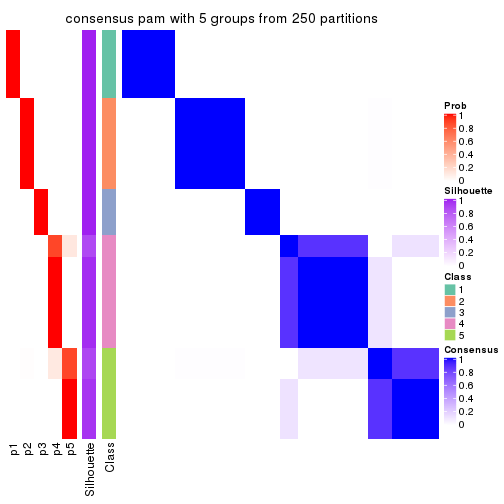 consensus pam with 5 groups from 250 partitions
Prob
1
0.8
0.6
0.4
0.2
0
Silhouette
1
0.8
0.6
0.4
0.2
0
Class
1
2
3
4
5
Consensus
1
0.8
0.6
0.4
0.2
0
p1
p2
p3
p4
p5
Silhouette
Class